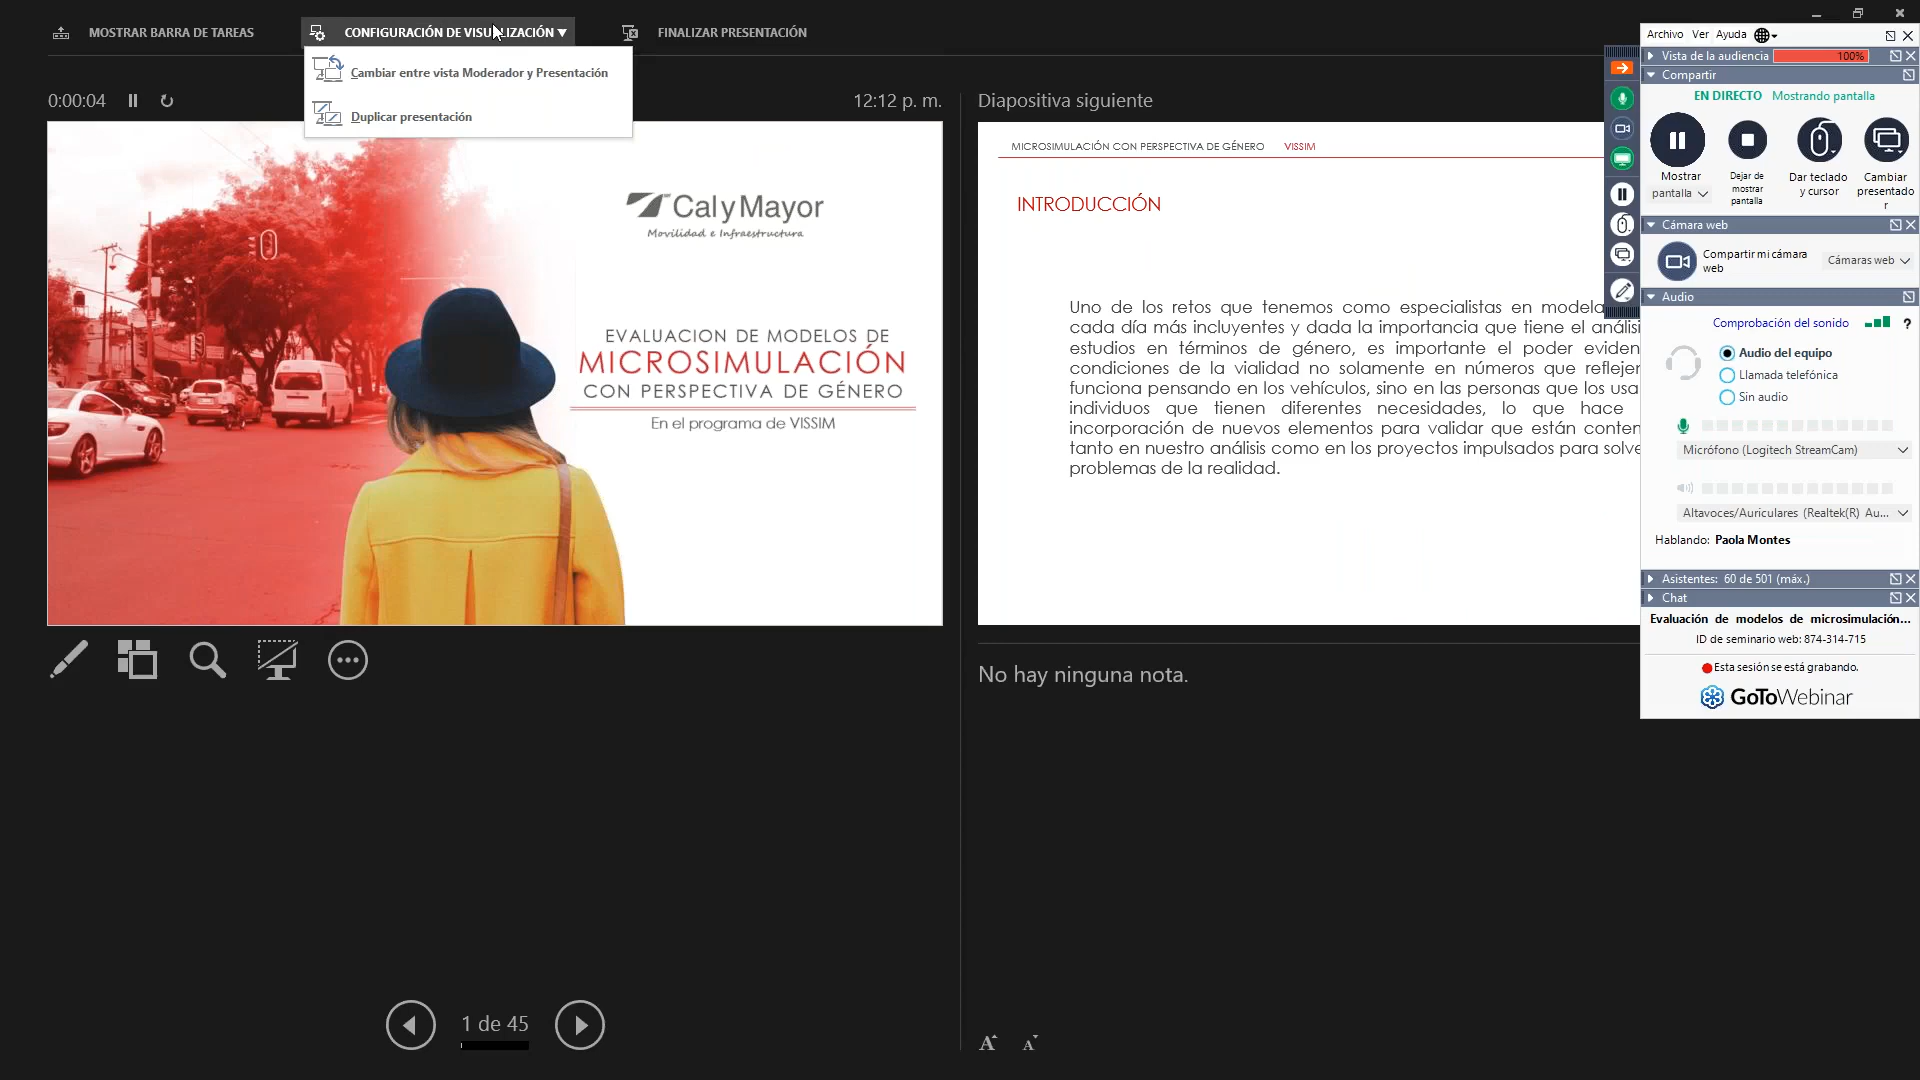 MOSTRAR BARRA DE TAREAS
CONFIGURACIÓN DE VISUALIZACIÓN ▼
FINALIZAR PRESENTACIÓN
Cambiar entre vista Moderador y Presentación
Duplicar presentación
0:00:04
12:12 p. m.
CalyMayor
Movilidad e Infraestructura
EVALUACION DE MODELOS DE
MICROSIMULACIÓN
CON PERSPECTIVA DE GÉNERO
En el programa de VISSIM
1 de 45
Diapositiva siguiente
MICROSIMULACIÓN CON PERSPECTIVA DE GÉNERO VISSIM
INTRODUCCIÓN
Uno de los retos que tenemos como especialistas en
cada día más incluyentes y dada la importancia que tiene el
estudios en términos de género, es importante el poder
condiciones de la vialidad no solamente en números que
funciona pensando en los vehículos, sino en las personas que los
individuos que tienen diferentes necesidades, lo que hace
incorporación de nuevos elementos para validar que están
tanto en nuestro análisis como en los proyectos impulsados para
problemas de la realidad.
No hay ninguna nota.
A A
Archivo Ver Ayuda
Vista de la audiencia 100%
Compartir
EN DIRECTO Mostrando pantalla
Mostrar
pantalla
Dejar de
mostrar
pantalla
Dar teclado
y cursor
Cambiar
presentado
r
Cámara web
Compartir mi cámara
web
Cámaras web
Audio
Comprobación del sonido ?
Audio del equipo
Llamada telefónica
Sin audio
Micrófono (Logitech StreamCam)
Altavoces/Auriculares (Realtek(R) Au...
Hablando: Paola Montes
Asistentes: 60 de 501 (máx.)
Chat
Evaluación de modelos de microsimulación...
ID de seminario web: 874-314-715
Esta sesión se está grabando.
GoToWebinar